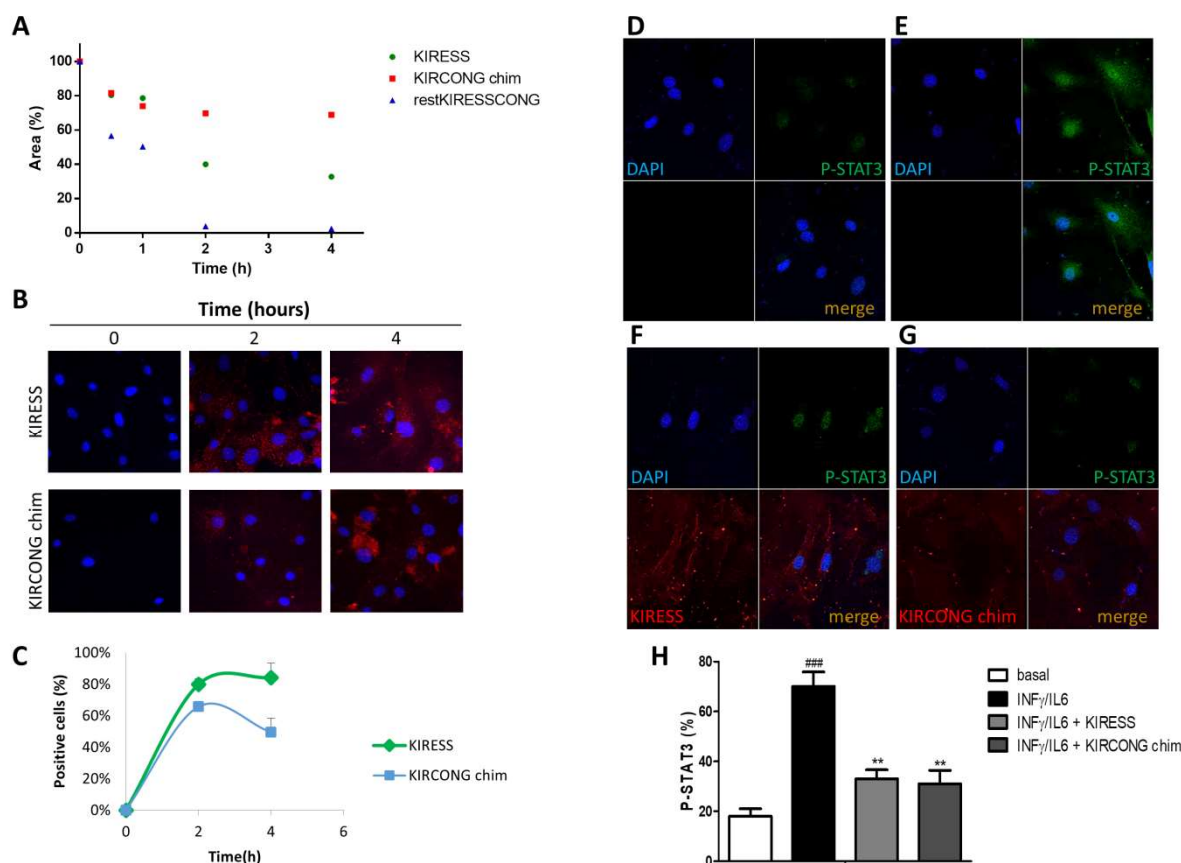 A
100
80
60
40
20
0
Area (%)
0 1 2 3 4
Time (h)
KIRESS
KIRCONG chim
restKIRESSCONG
B
Time (hours)
0 2 4
KIRESS
KIRCONG chim
C
100%
80%
60%
40%
20%
0%
Positive cells (%)
0 2 4 6
Time(h)
KIRESS
KIRCONG chim
D
DAPI
P-STAT3
merge
E
DAPI
P-STAT3
merge
F
DAPI
P-STAT3
KIRESS
merge
G
DAPI
P-STAT3
KIRCONG chim
merge
H
80
60
40
20
0
P-STAT3 (%)
###
**
**
basal
INFγ/IL6
INFγ/IL6 + KIRESS
INFγ/IL6 + KIRCONG chim